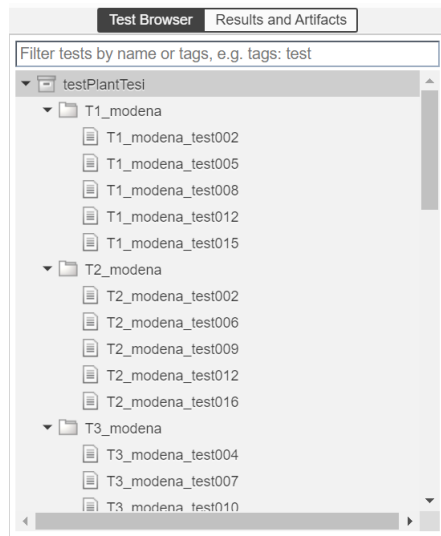 Test Browser Results and Artifacts
Filter tests by name or tags, e.g. tags: test
testPlantTesi
T1_modena
T1_modena_test002
T1_modena_test005
T1_modena_test008
T1_modena_test012
T1_modena_test015
T2_modena
T2_modena_test002
T2_modena_test006
T2_modena_test009
T2_modena_test012
T2_modena_test016
T3_modena
T3_modena_test004
T3_modena_test007
T3_modena_test010